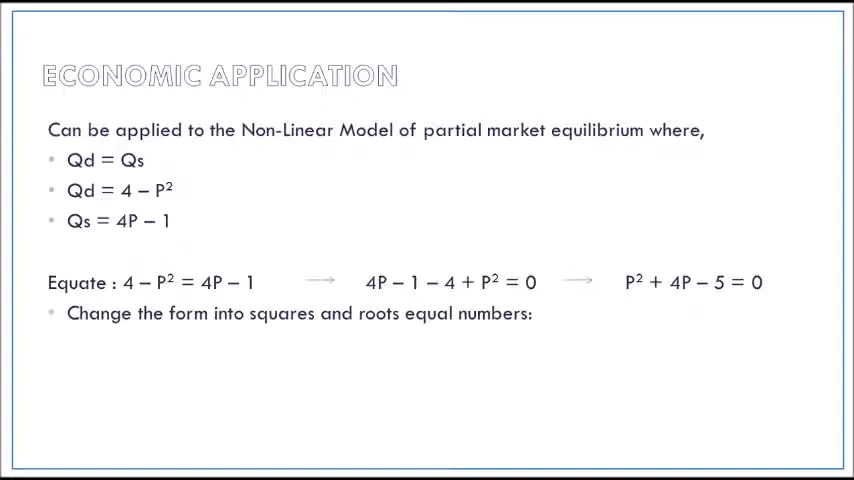 ECONOMIC APPLICATION
Can be applied to the Non-Linear Model of partial market equilibrium where,
• Qd = Qs
• Qd = 4 – P²
• Qs = 4P – 1
Equate : 4 – P² = 4P – 1 → 4P – 1 – 4 + P² = 0 → P² + 4P – 5 = 0
• Change the form into squares and roots equal numbers: